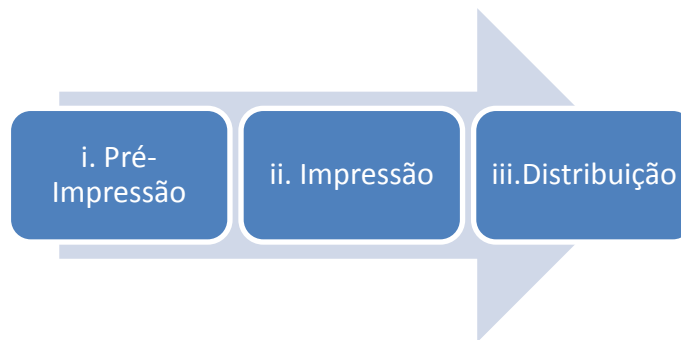 i. Pré-
Impressão
ii. Impressão
iii.Distribuição